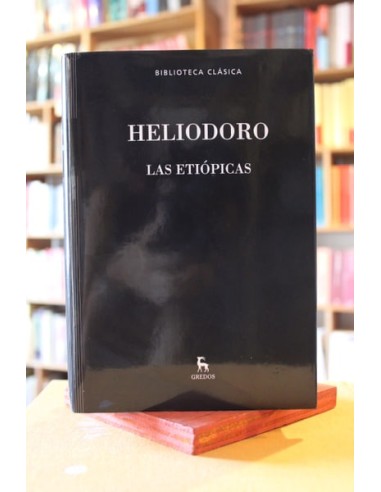 BIBLIOTECA CLÁSICA
HELIODORO
LAS ETIÓPICAS
GREDOS